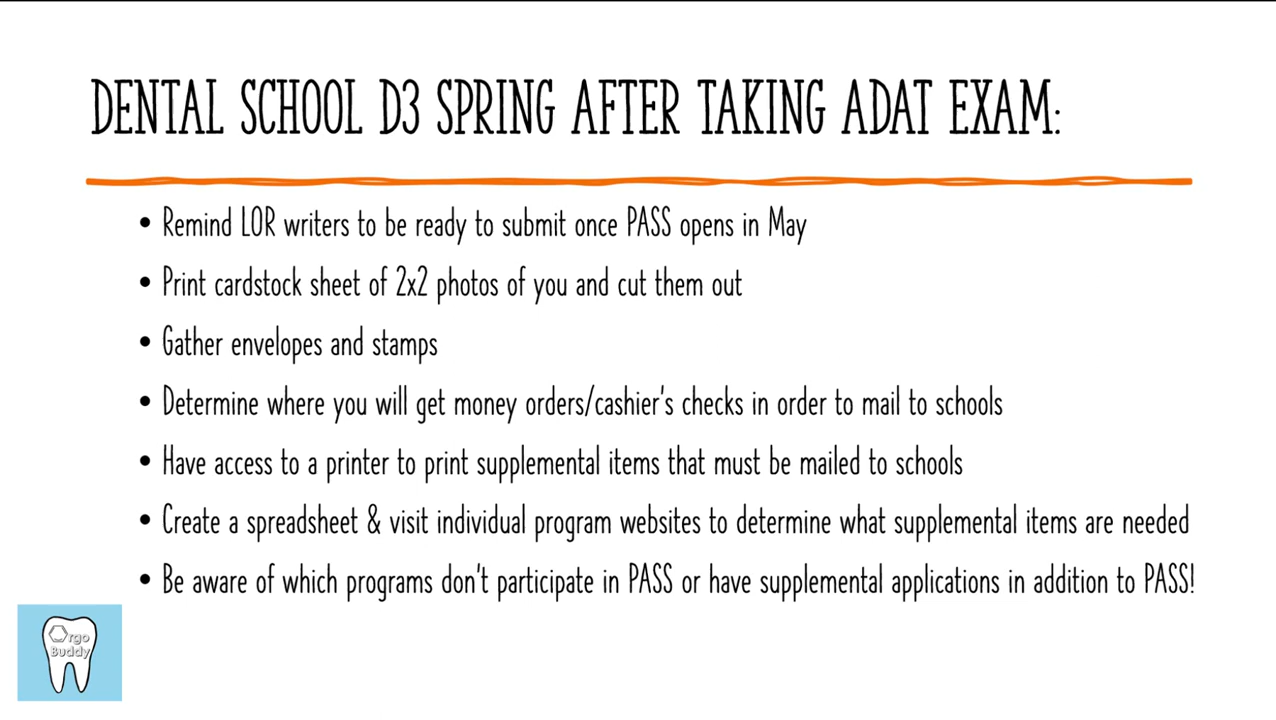 DENTAL SCHOOL D3 SPRING AFTER TAKING ADAT EXAM:
• Remind LOR writers to be ready to submit once PASS opens in May
• Print cardstock sheet of 2x2 photos of you and cut them out
• Gather envelopes and stamps
• Determine where you will get money orders/cashier's checks in order to mail to schools
• Have access to a printer to print supplemental items that must be mailed to schools
• Create a spreadsheet & visit individual program websites to determine what supplemental items are needed
• Be aware of which programs don't participate in PASS or have supplemental applications in addition to PASS!
Orgo
Buddy